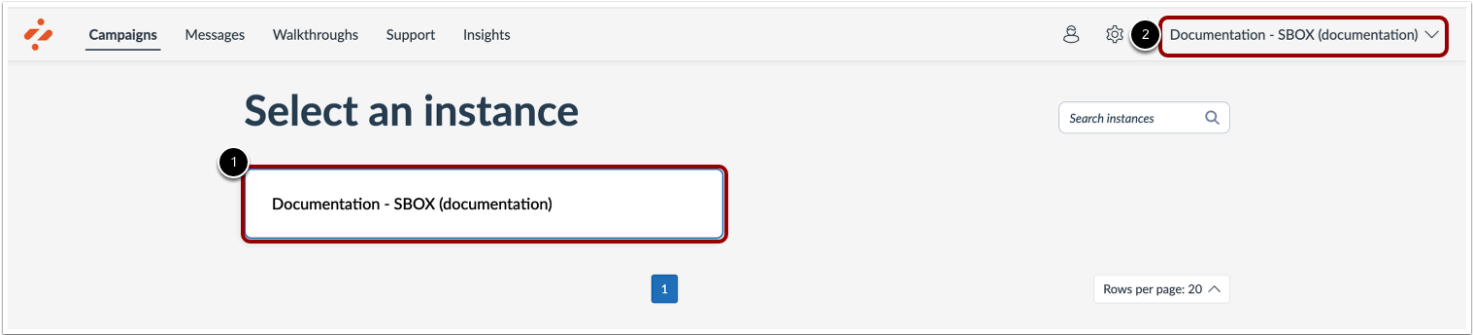 Campaigns Messages Walkthroughs Support Insights 2 Documentation - SBOX (documentation)
Select an instance
Search instances
1
Documentation - SBOX (documentation)
1
Rows per page: 20